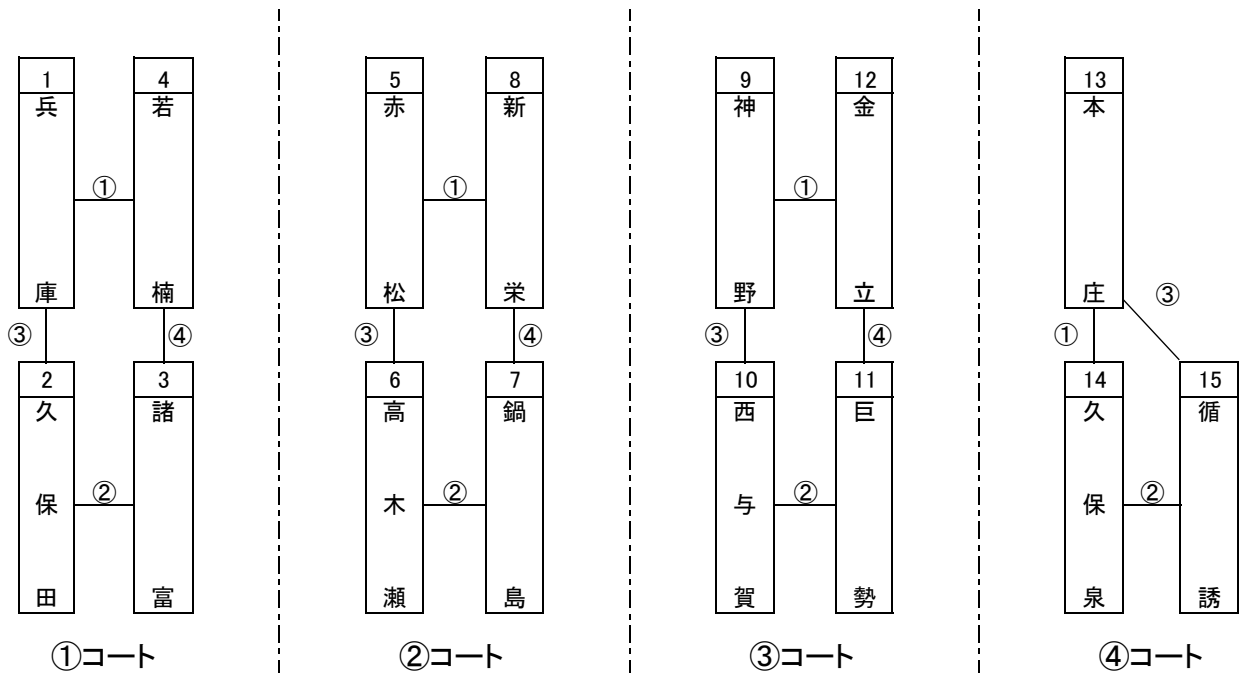 1
兵庫
4
若楠
①
③
④
2
久保田
3
諸富
②
①コート
5
赤松
8
新栄
①
③
④
6
高木瀬
7
鍋島
②
②コート
9
神野
12
金立
①
③
④
10
西与賀
11
巨勢
②
③コート
13
本庄
①
③
14
久保泉
15
循誘
②
④コート